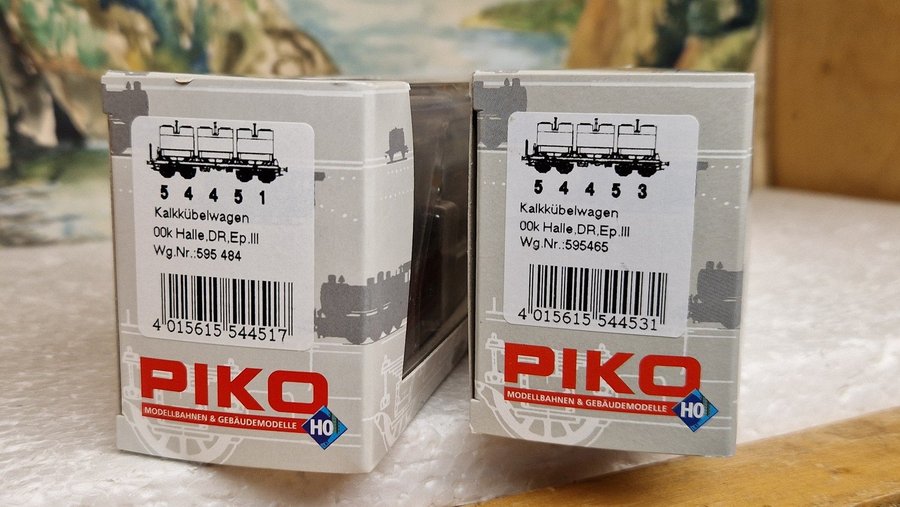 5 4 4 5 1
Kalkkübelwagen
00k Halle,DR,Ep.III
Wg.Nr.:595 484
4 015615 544517
PIKO
MODELLBAHNEN & GEBÄUDEMODELLE
H0
5 4 4 5 3
Kalkkübelwagen
00k Halle,DR,Ep.III
Wg.Nr.:595465
4 015615 544531
PIKO
MODELLBAHNEN & GEBÄUDEMODELLE
H0